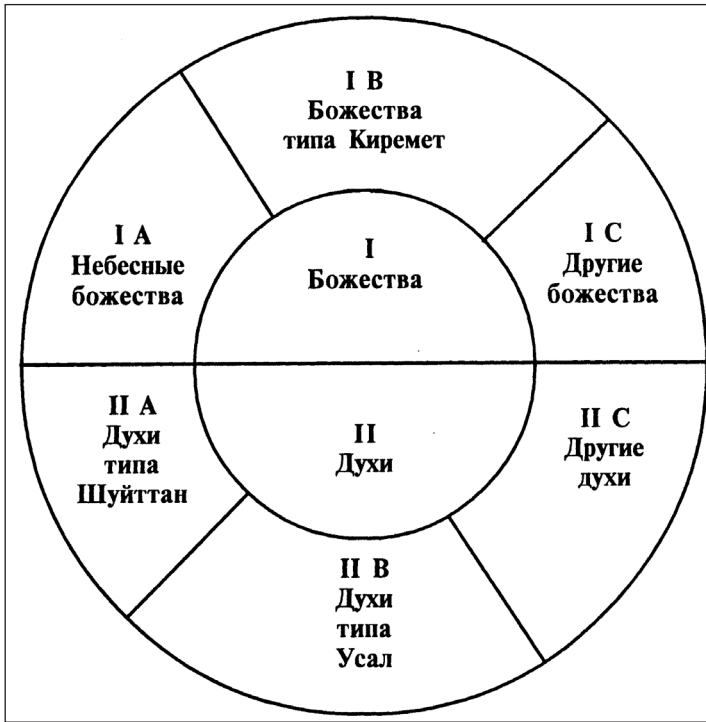 I B
Божества
типа Киремет
I A
Небесные
божества
I
Божества
I C
Другие
божества
II A
Духи
типа
Шуйттан
II
Духи
II C
Другие
духи
II B
Духи
типа
Усал